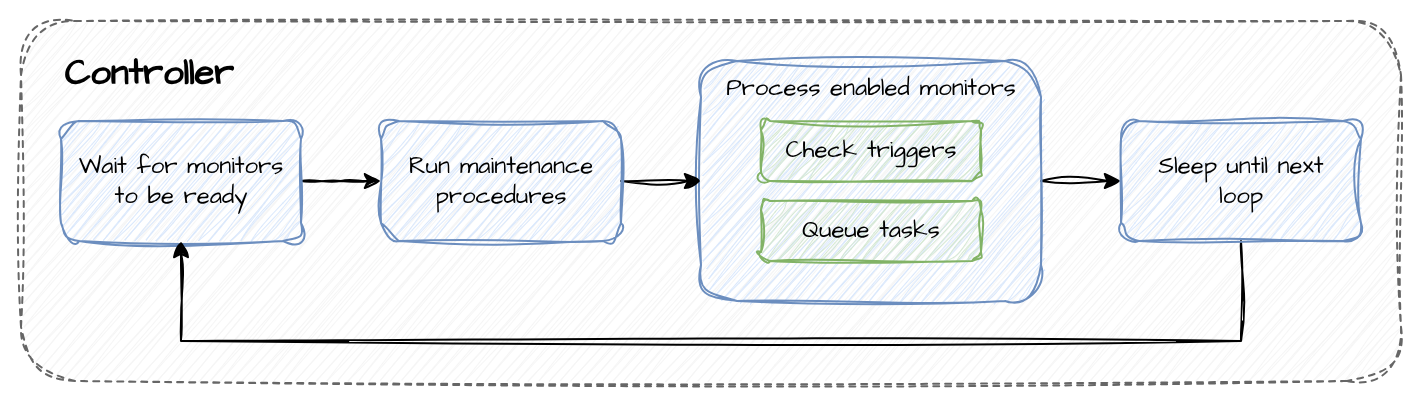 Controller
Wait for monitors
to be ready
Run maintenance
procedures
Process enabled monitors
Check triggers
Queue tasks
Sleep until next
loop